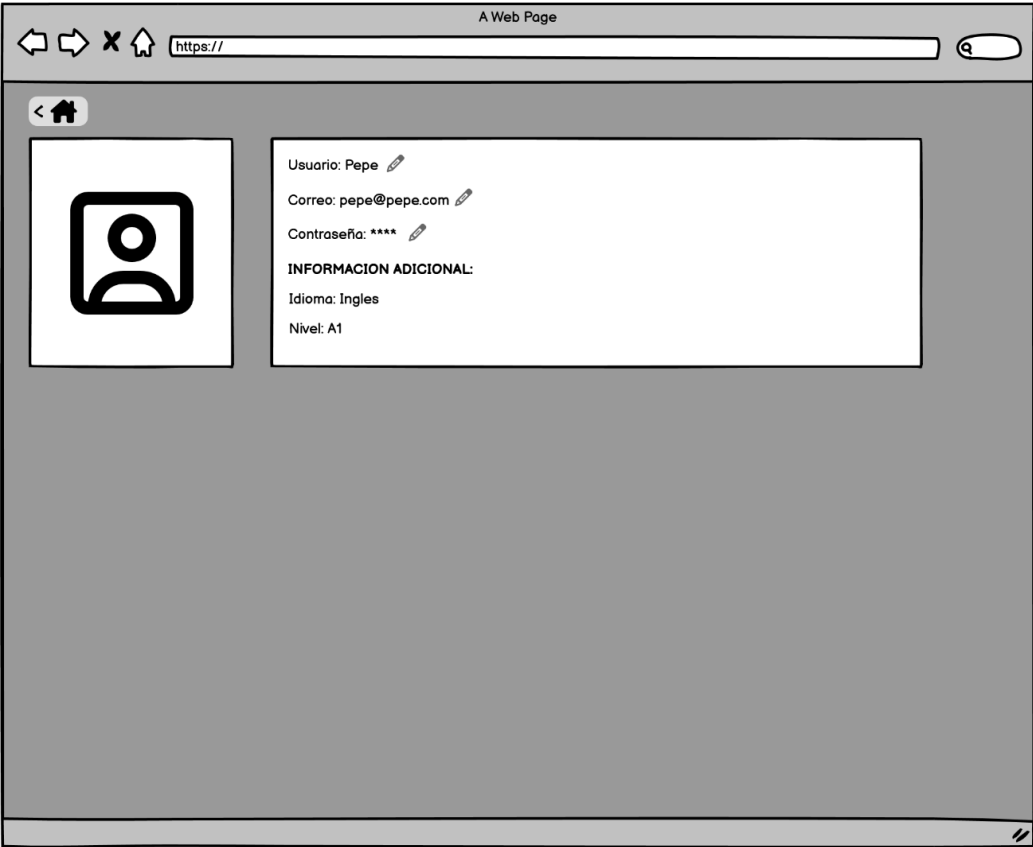 A Web Page
https://
<
Usuario: Pepe
Correo: pepe@pepe.com
Contraseña: ****
INFORMACION ADICIONAL:
Idioma: Ingles
Nivel: A1